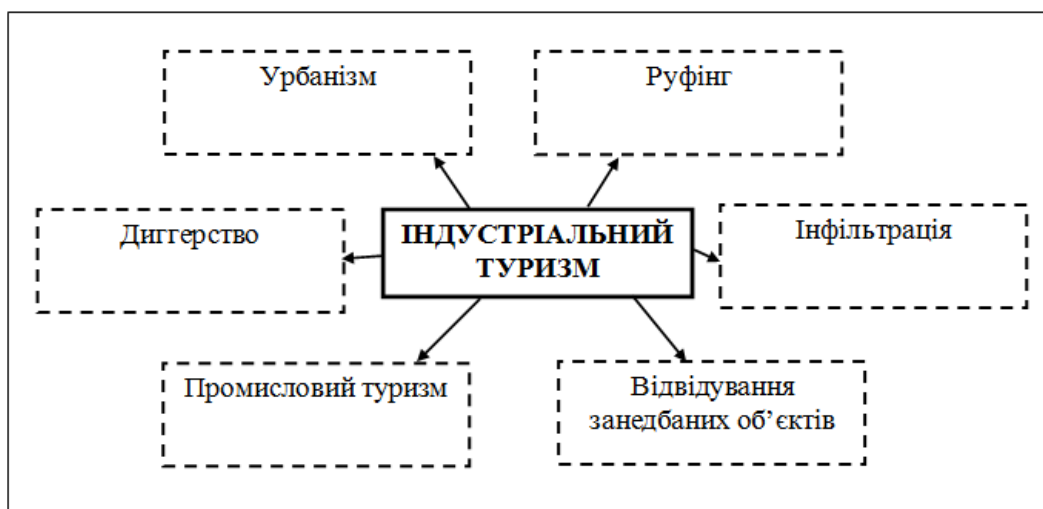 Урбанізм
Руфінг
Диггерство
ІНДУСТРІАЛЬНИЙ
ТУРИЗМ
Інфільтрація
Промисловий туризм
Відвідування
занедбаних об’єктів